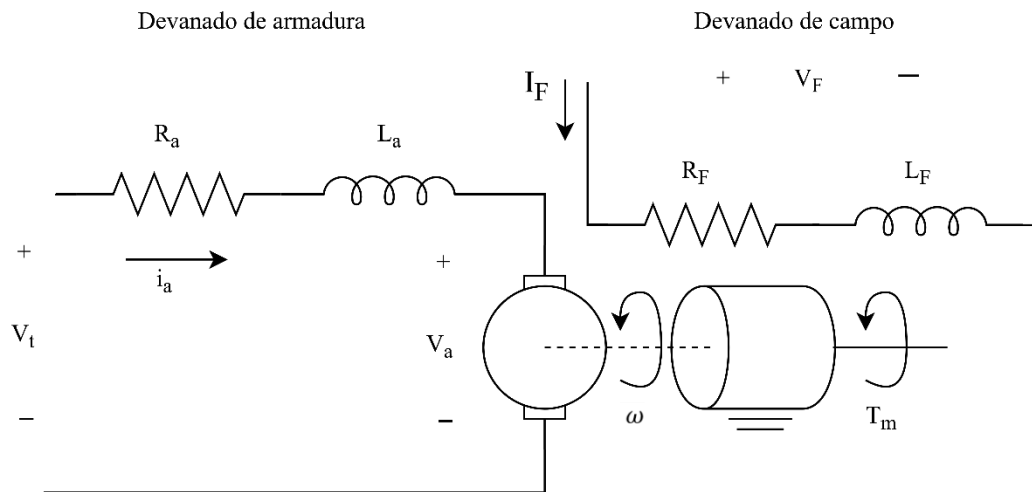 Devanado de armadura
Devanado de campo
I_F
+ V_F −
R_a
L_a
R_F
L_F
+
i_a
+
V_t
V_a
−
−
ω
T_m